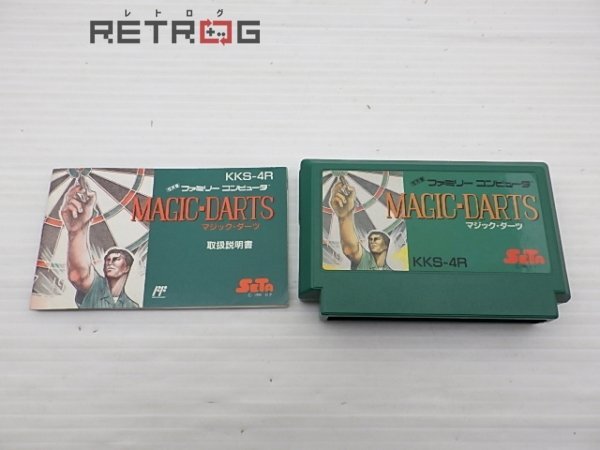 レトログ
RETROG
KKS-4R
ファミリー コンピュータ
MAGIC-DARTS
マジック・ダーツ
取扱説明書
SETA
ファミリー コンピュータ
MAGIC-DARTS
マジック・ダーツ
KKS-4R
SETA